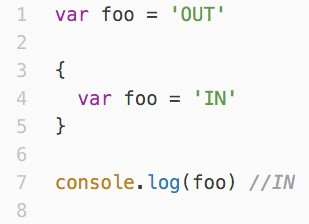 1 var foo = 'OUT'
2
3 {
4   var foo = 'IN'
5 }
6
7 console.log(foo) //IN
8